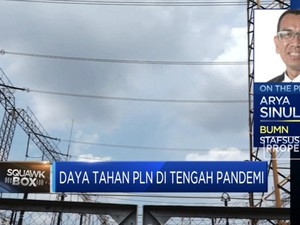 ON THE P
ARYA
SINUL
BUMN
STAFSUS
PROPE
SQUAWK
BOX
DAYA TAHAN PLN DI TENGAH PANDEMI